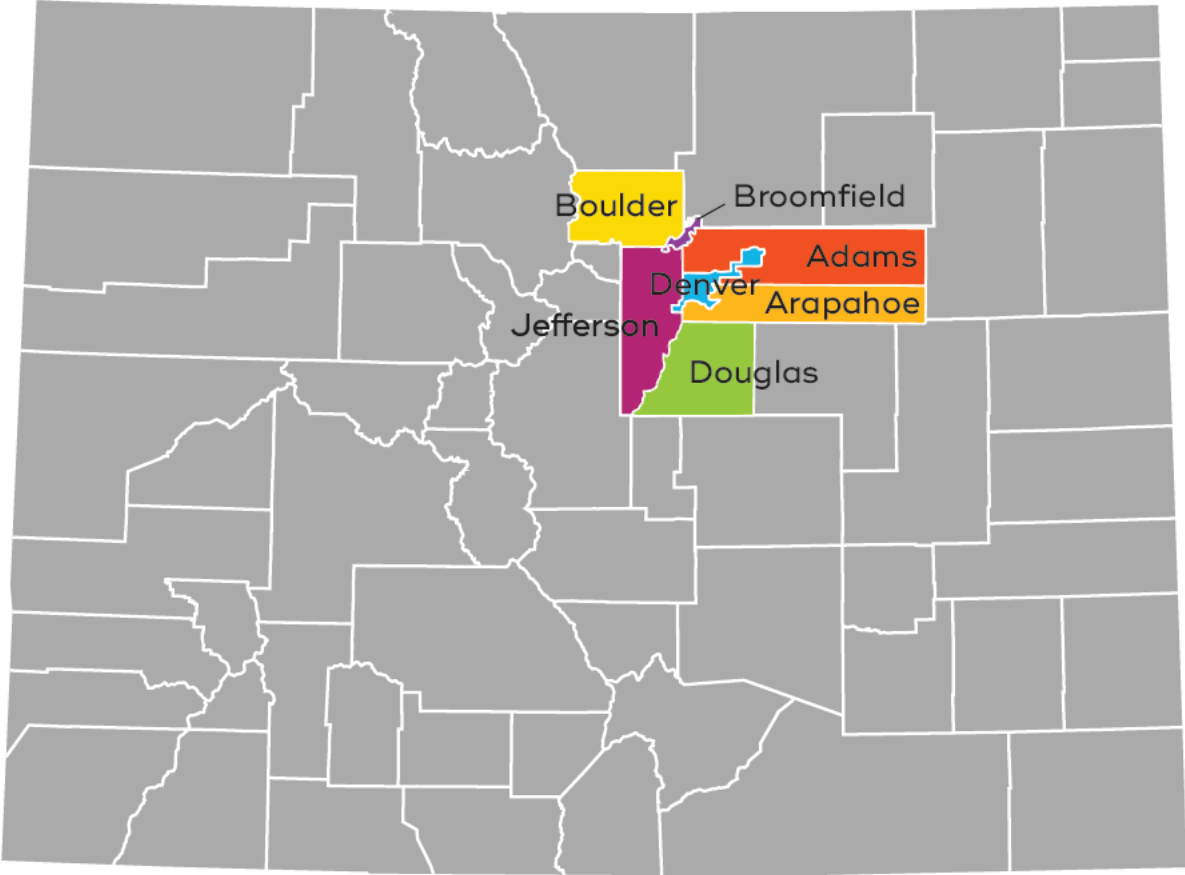 Broomfield
Boulder
Adams
Denver
Arapahoe
Jefferson
Douglas